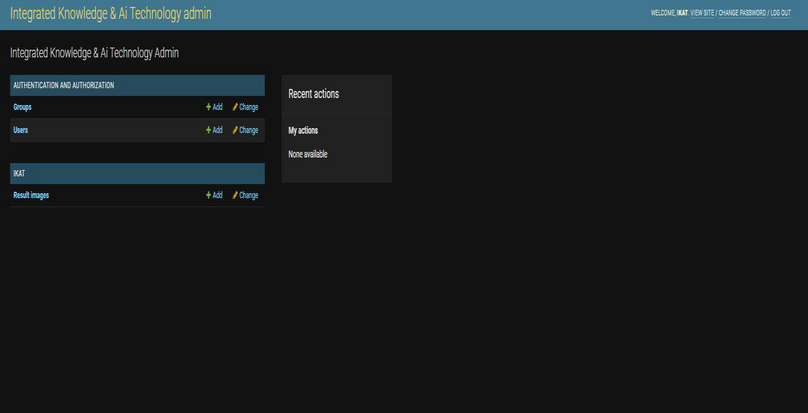 Integrated Knowledge & Ai Technology admin
WELCOME, IKAT. VIEW SITE / CHANGE PASSWORD / LOG OUT
Integrated Knowledge & Ai Technology Admin
AUTHENTICATION AND AUTHORIZATION
Groups + Add Change
Users + Add Change
IKAT
Result images + Add Change
Recent actions
My actions
None available